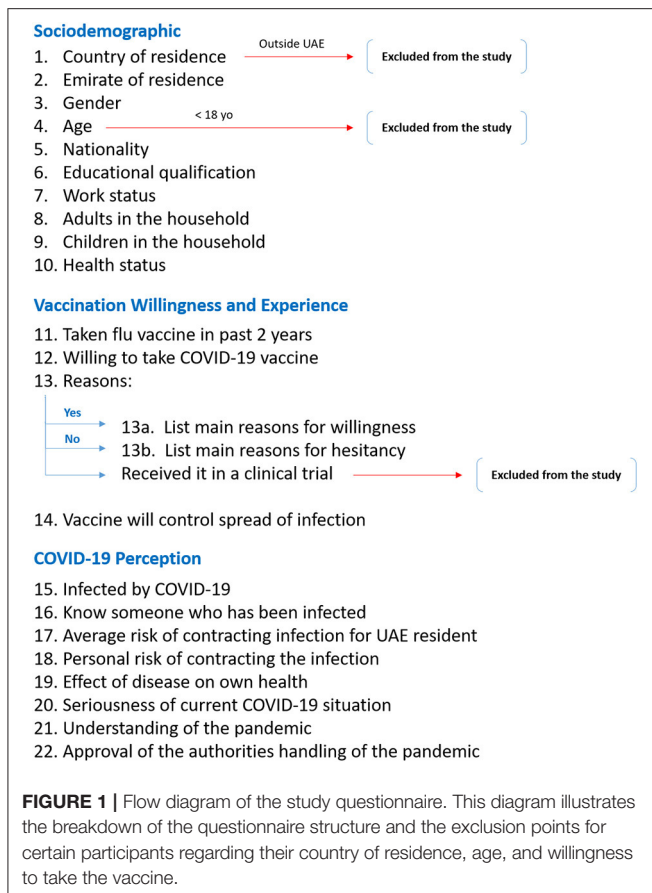 Sociodemographic
1. Country of residence Outside UAE Excluded from the study
2. Emirate of residence
3. Gender
4. Age < 18 yo Excluded from the study
5. Nationality
6. Educational qualification
7. Work status
8. Adults in the household
9. Children in the household
10. Health status
Vaccination Willingness and Experience
11. Taken flu vaccine in past 2 years
12. Willing to take COVID-19 vaccine
13. Reasons:
Yes 13a. List main reasons for willingness
No 13b. List main reasons for hesitancy
Received it in a clinical trial Excluded from the study
14. Vaccine will control spread of infection
COVID-19 Perception
15. Infected by COVID-19
16. Know someone who has been infected
17. Average risk of contracting infection for UAE resident
18. Personal risk of contracting the infection
19. Effect of disease on own health
20. Seriousness of current COVID-19 situation
21. Understanding of the pandemic
22. Approval of the authorities handling of the pandemic
FIGURE 1 | Flow diagram of the study questionnaire. This diagram illustrates
the breakdown of the questionnaire structure and the exclusion points for
certain participants regarding their country of residence, age, and willingness
to take the vaccine.